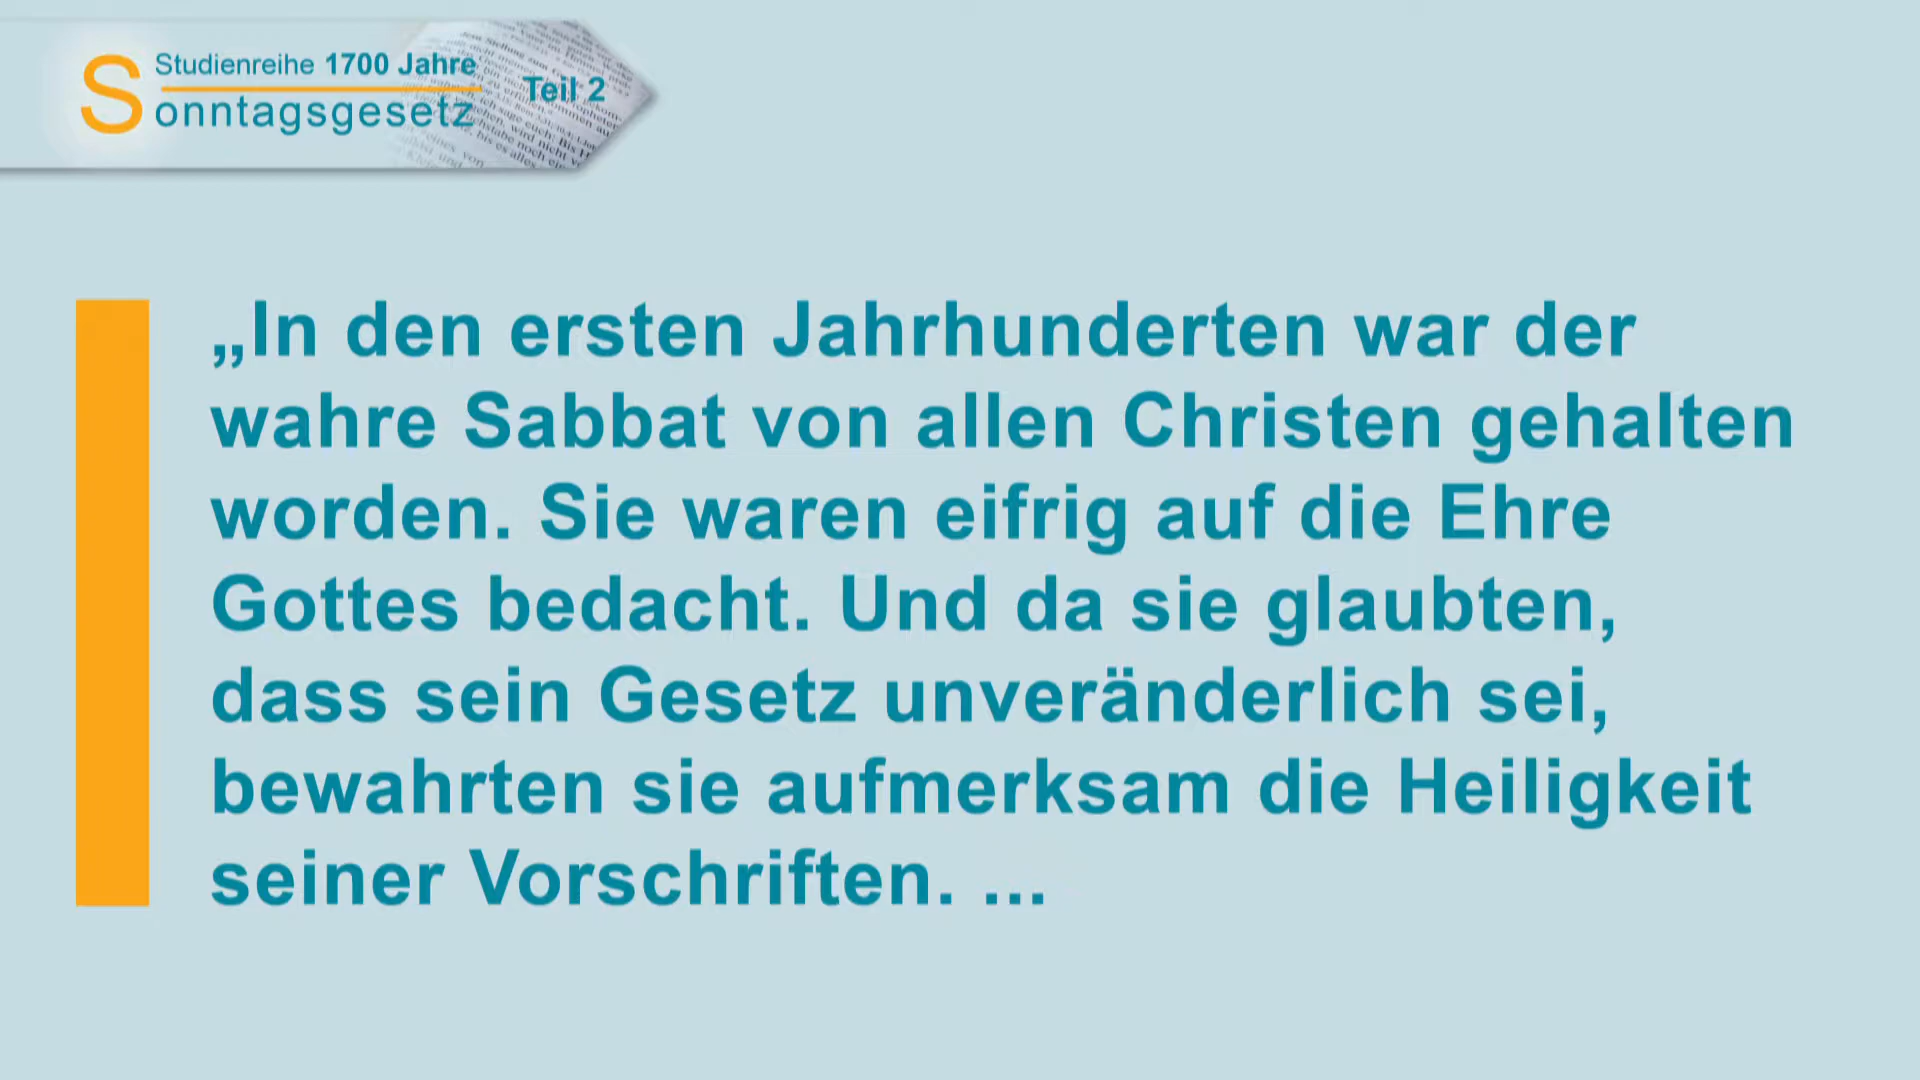 Studienreihe 1700 Jahre
Sonntagsgesetz
Teil 2
„In den ersten Jahrhunderten war der
wahre Sabbat von allen Christen gehalten
worden. Sie waren eifrig auf die Ehre
Gottes bedacht. Und da sie glaubten,
dass sein Gesetz unveränderlich sei,
bewahrten sie aufmerksam die Heiligkeit
seiner Vorschriften. ...